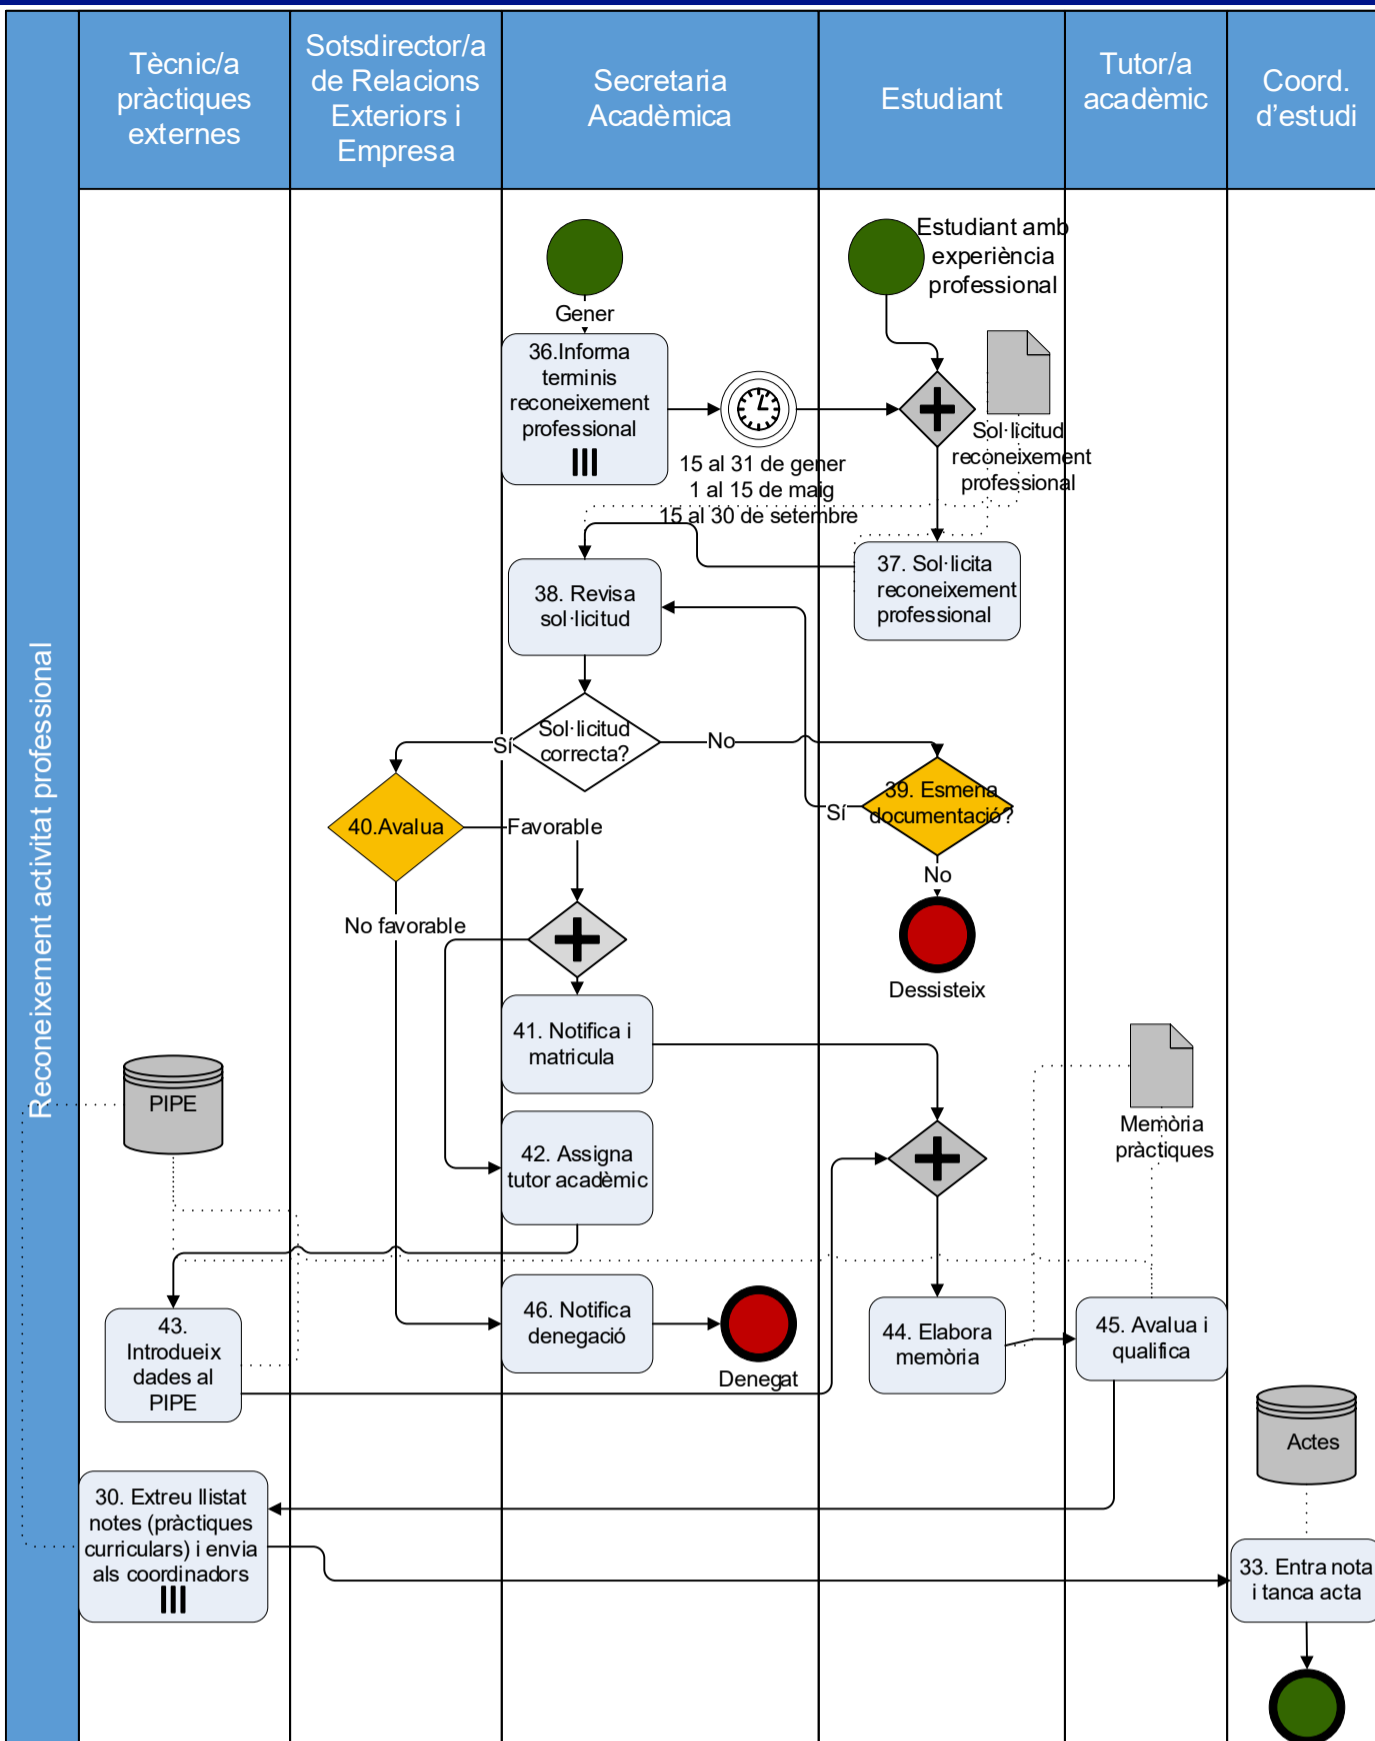 Tècnic/a
pràctiques
externes
Sotsdirector/a
de Relacions
Exteriors i
Empresa
Secretaria
Acadèmica
Estudiant
Tutor/a
acadèmic
Coord.
d'estudi
Reconeixement activitat professional
Estudiant amb
experiència
professional
Gener
36.Informa
terminis
reconeixement
professional
15 al 31 de gener
1 al 15 de maig
15 al 30 de setembre
Sol·licitud
reconeixement
professional
37. Sol·licita
reconeixement
professional
38. Revisa
sol·licitud
Sol·licitud
correcta?
Sí
No
39. Esmena
documentació?
Sí
No
Dessisteix
40.Avalua
Favorable
No favorable
41. Notifica i
matricula
42. Assigna
tutor acadèmic
PIPE
Memòria
pràctiques
43.
Introdueix
dades al
PIPE
46. Notifica
denegació
Denegat
44. Elabora
memòria
45. Avalua i
qualifica
Actes
30. Extreu llistat
notes (pràctiques
curriculars) i envia
als coordinadors
33. Entra nota
i tanca acta